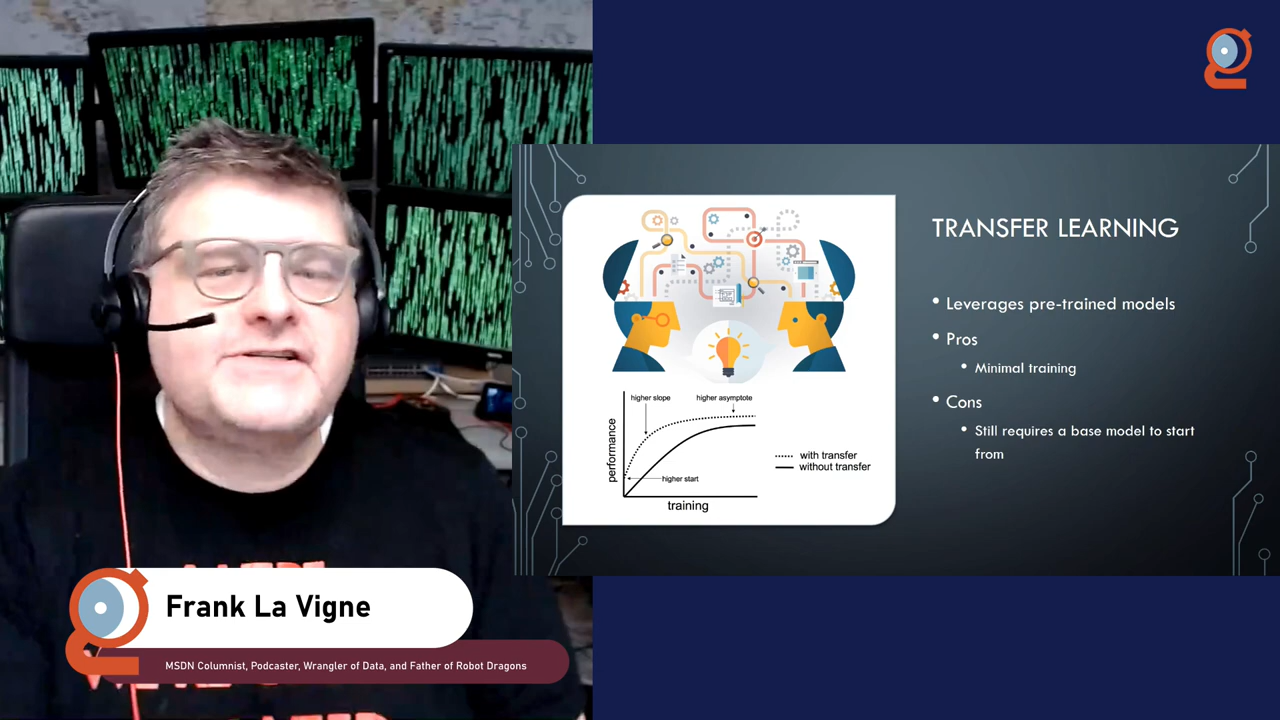 TRANSFER LEARNING
• Leverages pre-trained models
• Pros
• Minimal training
• Cons
• Still requires a base model to start
from
higher slope
higher asymptote
performance
with transfer
without transfer
higher start
training
Frank La Vigne
MSDN Columnist, Podcaster, Wrangler of Data, and Father of Robot Dragons